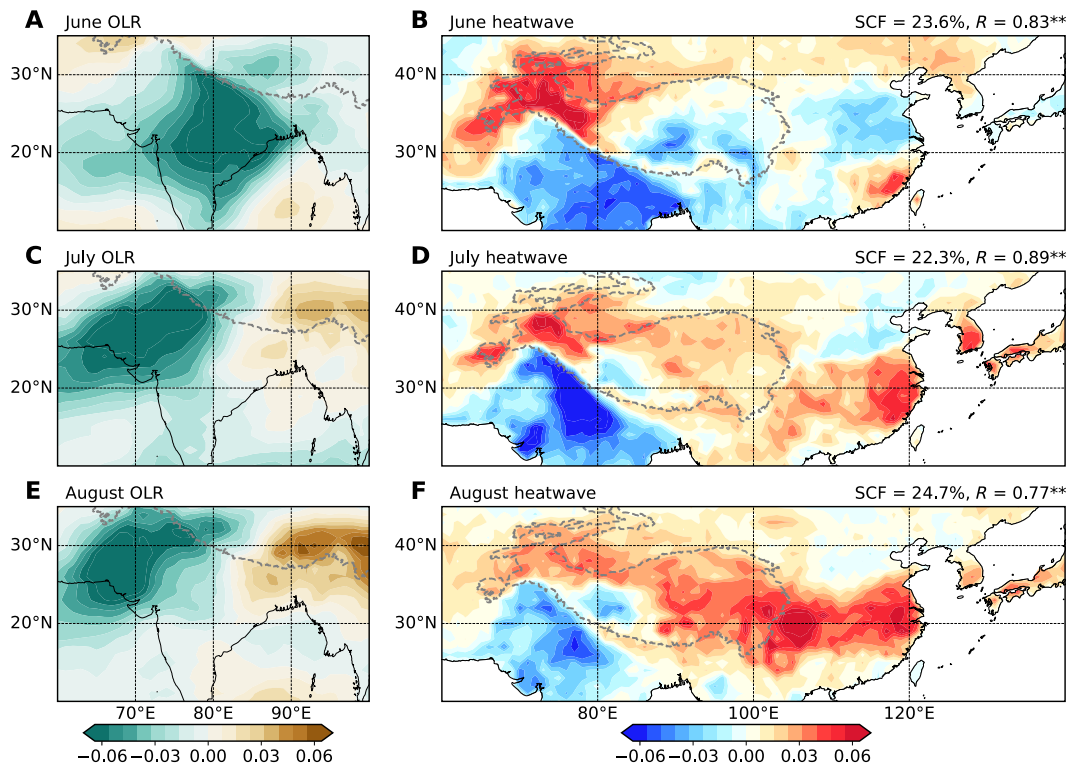 A June OLR
B June heatwave SCF = 23.6%, R = 0.83**
30°N
20°N
40°N
30°N
C July OLR
D July heatwave SCF = 22.3%, R = 0.89**
30°N
20°N
40°N
30°N
E August OLR
F August heatwave SCF = 24.7%, R = 0.77**
30°N
20°N
40°N
30°N
70°E 80°E 90°E
80°E 100°E 120°E
−0.06 −0.03 0.00 0.03 0.06
−0.06 −0.03 0.00 0.03 0.06